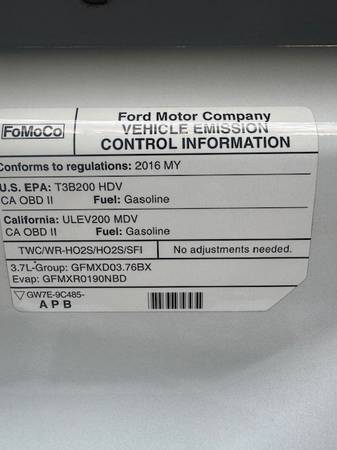 FoMoCo
Ford Motor Company
VEHICLE EMISSION
CONTROL INFORMATION
Conforms to regulations: 2016 MY
U.S. EPA: T3B200 HDV
CA OBD II Fuel: Gasoline
California: ULEV200 MDV
CA OBD II Fuel: Gasoline
TWC/WR-HO2S/HO2S/SFI No adjustments needed.
3.7L-Group: GFMXD03.76BX
Evap: GFMXR0190NBD
GW7E-9C485-
A P B